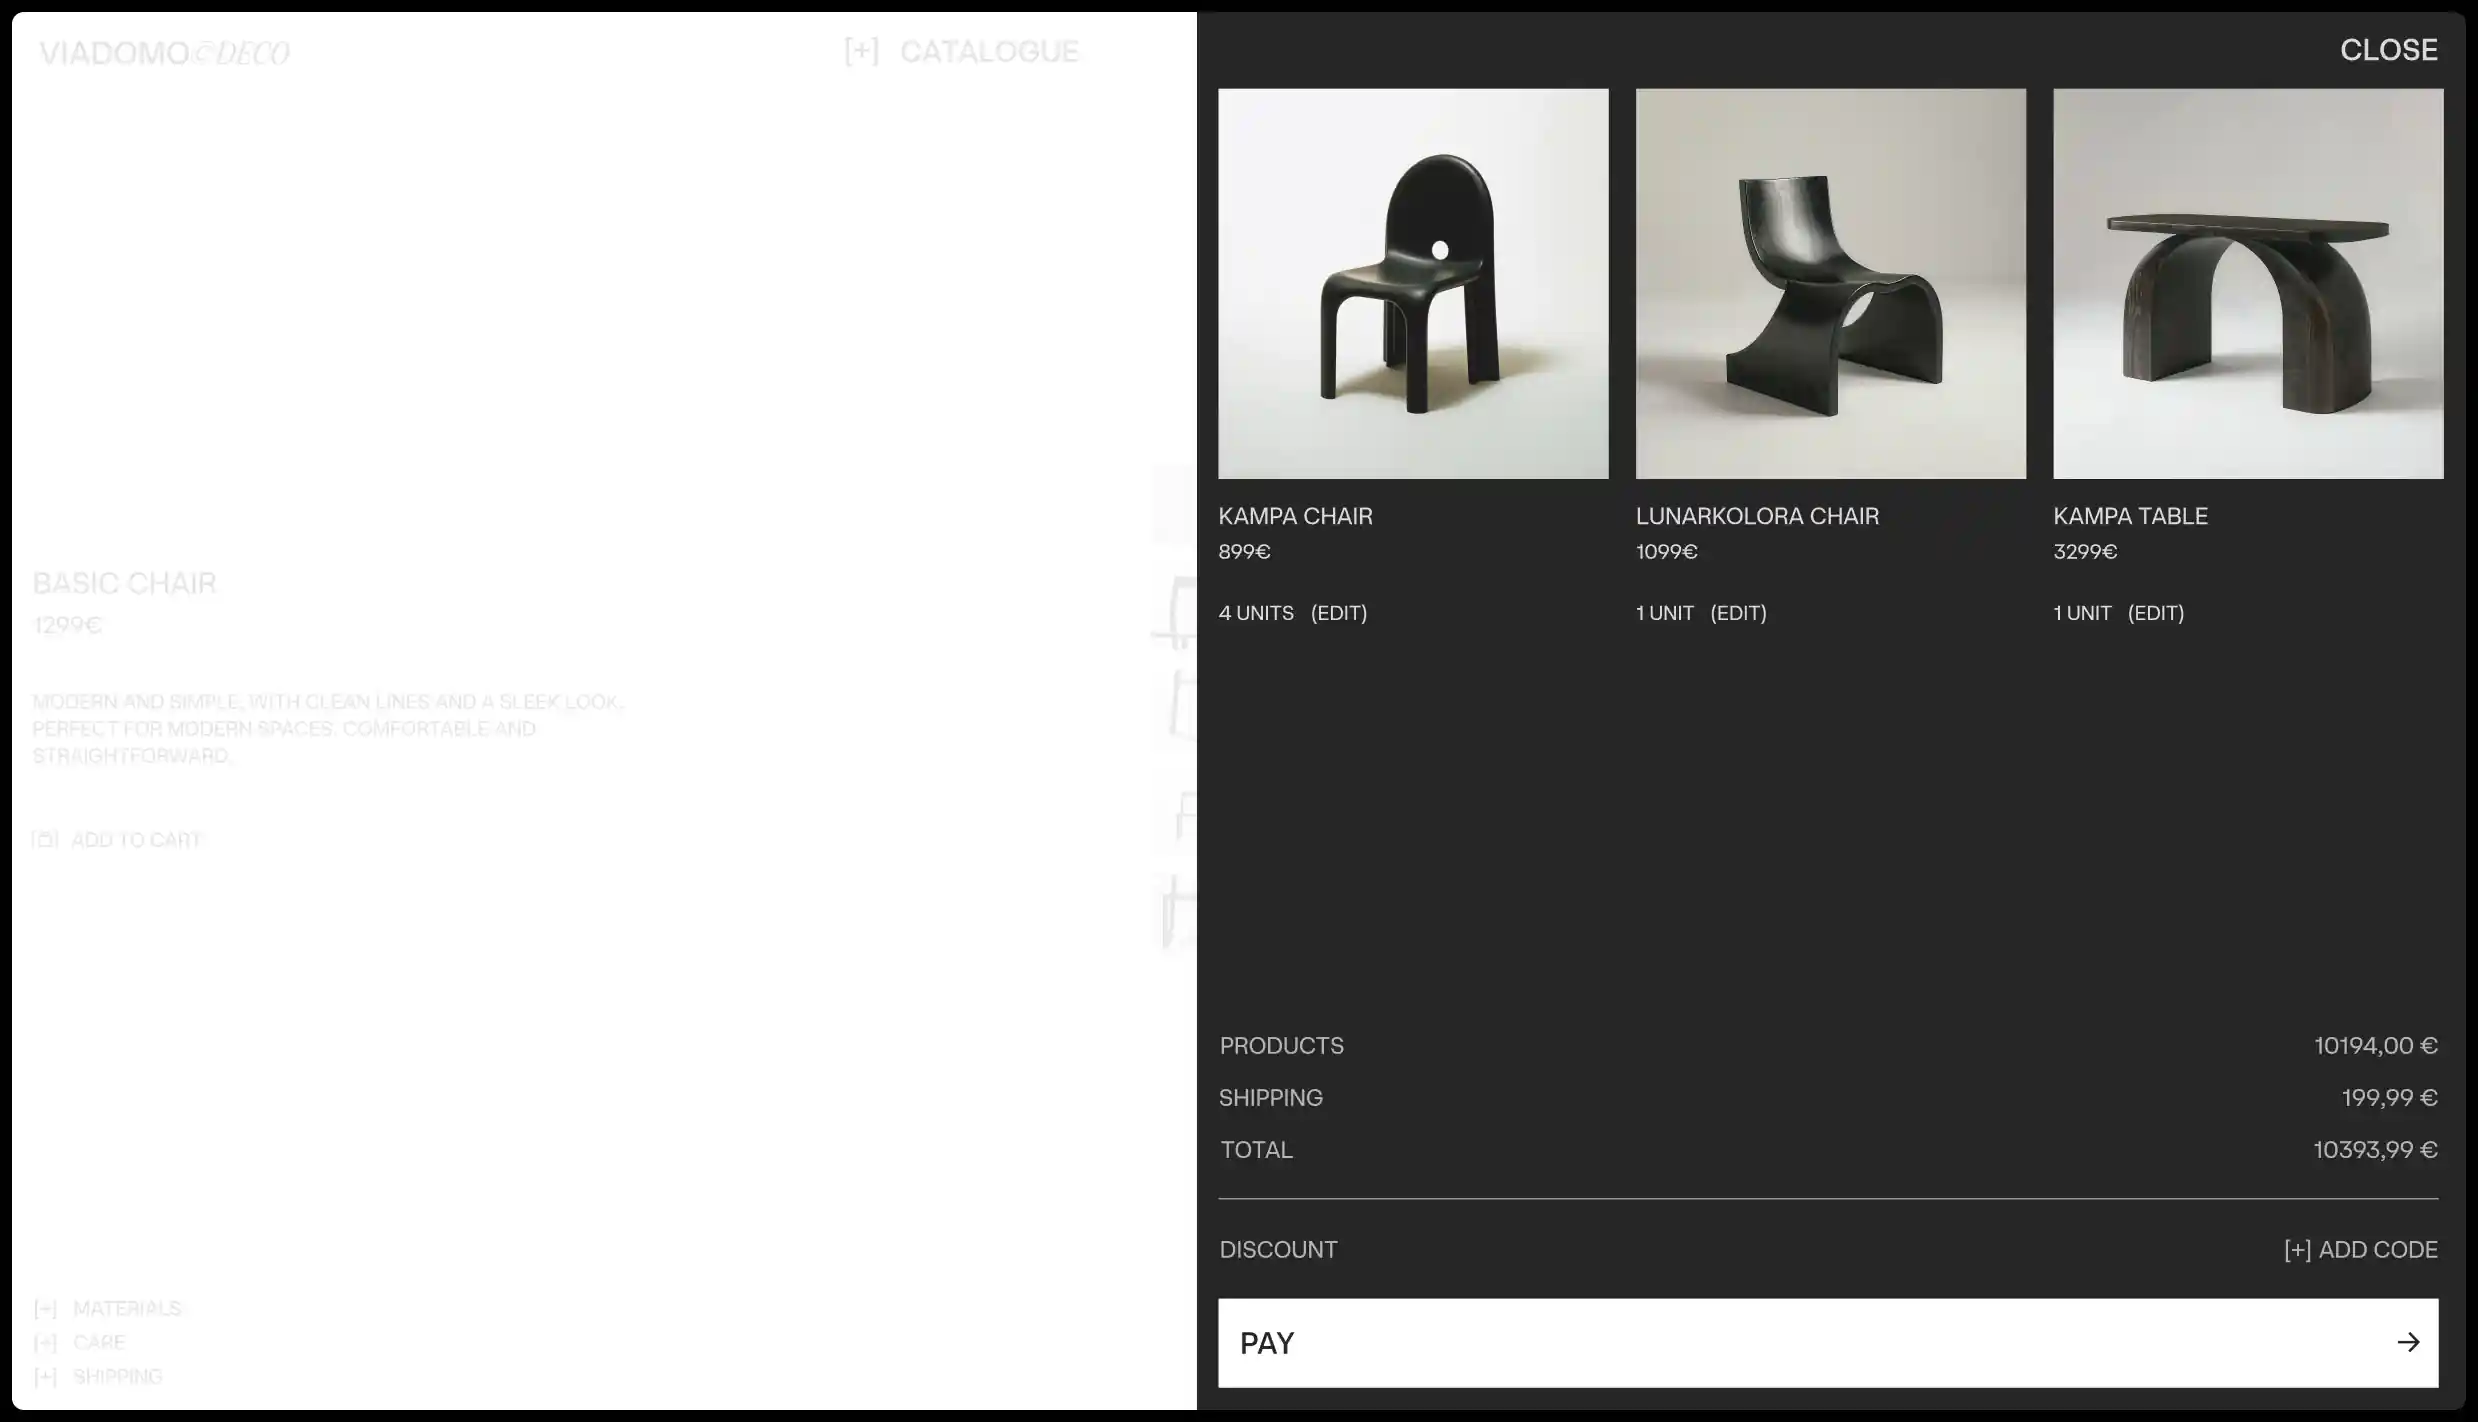 VIADOMO©DECO
[+] CATALOGUE
BASIC CHAIR
1299€
MODERN AND SIMPLE, WITH CLEAN LINES AND A SLEEK LOOK.
PERFECT FOR MODERN SPACES. COMFORTABLE AND
STRAIGHTFORWARD.
ADD TO CART
[+] MATERIALS
[+] CARE
[+] SHIPPING
CLOSE
KAMPA CHAIR
899€
4 UNITS (EDIT)
LUNARKOLORA CHAIR
1099€
1 UNIT (EDIT)
KAMPA TABLE
3299€
1 UNIT (EDIT)
PRODUCTS 10194,00 €
SHIPPING 199,99 €
TOTAL 10393,99 €
DISCOUNT [+] ADD CODE
PAY →